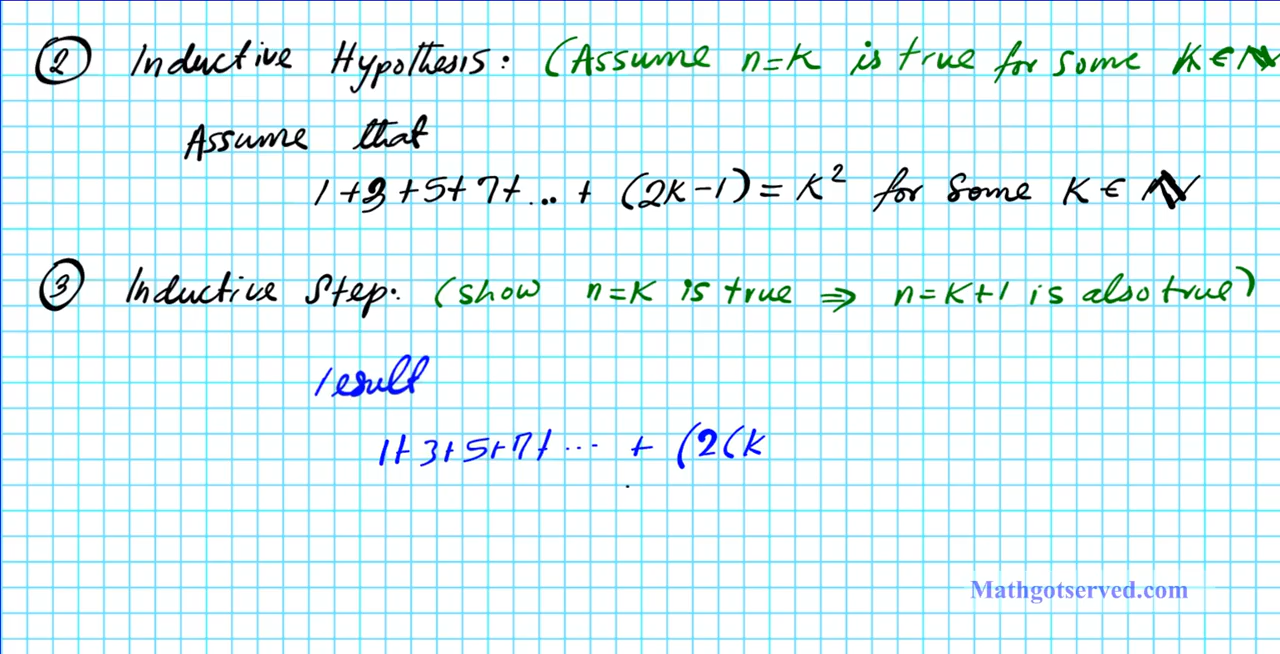 ② Inductive Hypothesis: (Assume n=k is true for some k ∈ ℕ
Assume that
1+3+5+7+... + (2k-1) = k² for some k ∈ ℕ
③ Inductive Step. (show n=k is true ⇒ n=k+1 is also true)
result
1+3+5+7+... + (2(k
Mathgotserved.com